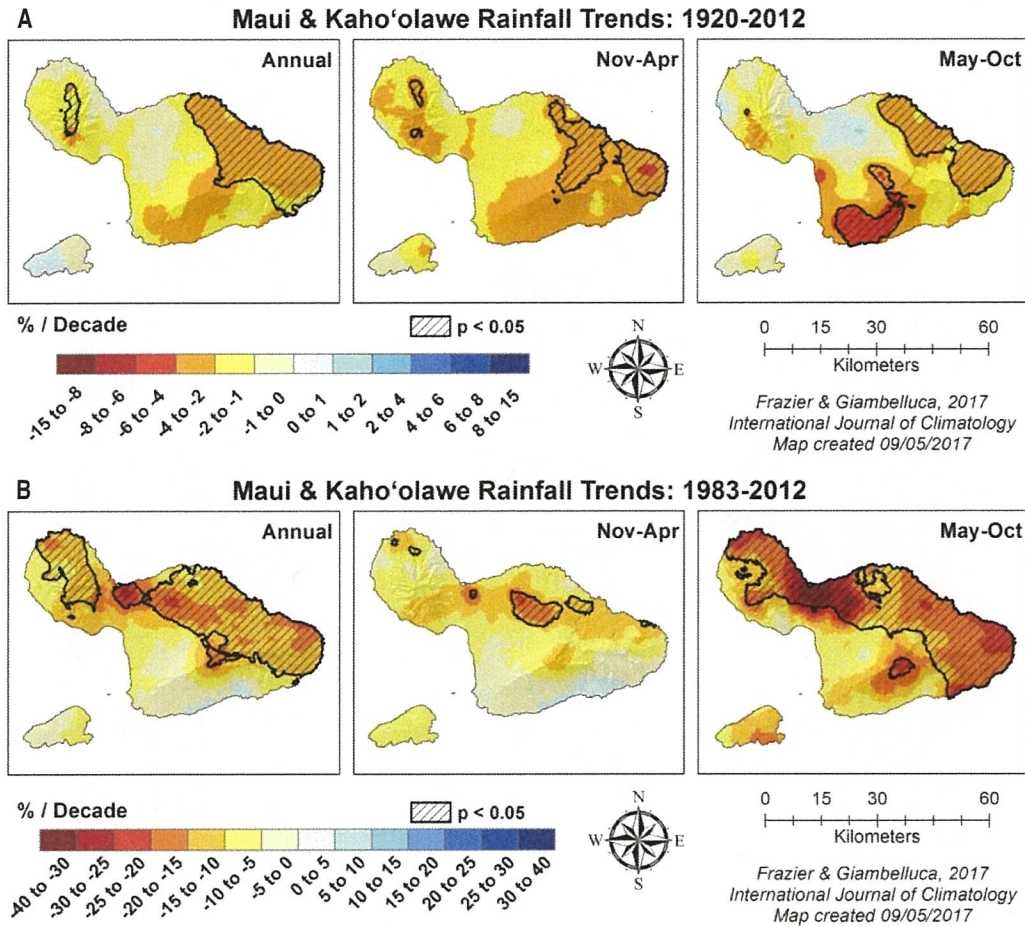 A
Maui & Kahoʻolawe Rainfall Trends: 1920-2012
Annual
Nov-Apr
May-Oct
% / Decade
p < 0.05
-15 to -8
-8 to -6
-6 to -4
-4 to -2
-2 to -1
-1 to 0
0 to 1
1 to 2
2 to 4
4 to 6
6 to 8
8 to 15
N
W E
S
0 15 30 60
Kilometers
Frazier & Giambelluca, 2017
International Journal of Climatology
Map created 09/05/2017
B
Maui & Kahoʻolawe Rainfall Trends: 1983-2012
Annual
Nov-Apr
May-Oct
% / Decade
p < 0.05
-40 to -30
-30 to -25
-25 to -20
-20 to -15
-15 to -10
-10 to -5
-5 to 0
0 to 5
5 to 10
10 to 15
15 to 20
20 to 25
25 to 30
30 to 40
N
W E
S
0 15 30 60
Kilometers
Frazier & Giambelluca, 2017
International Journal of Climatology
Map created 09/05/2017